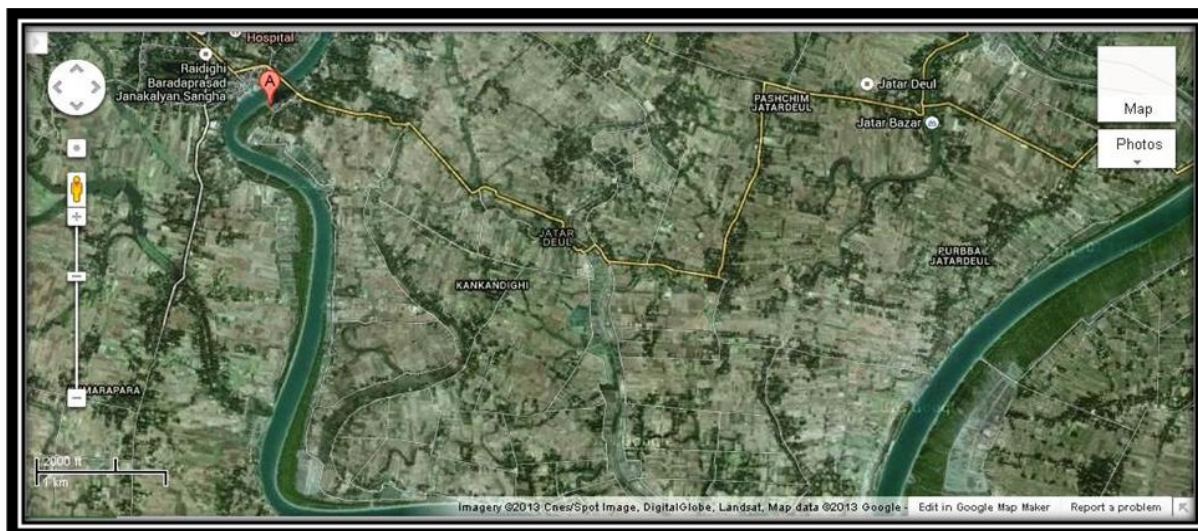 Hospital
Raidighi
Baradaprasad
Janakalyan Sangha
A
Jatar Deul
PASHCHIM
JATARDEUL
Jatar Bazar
Map
Photos
JATAR
DEUL
PURBBA
JATARDEUL
KANKANDIGHI
MARAPARA
2000 ft
1 km
Imagery ©2013 Cnes/Spot Image, DigitalGlobe, Landsat, Map data ©2013 Google -
Edit in Google Map Maker
Report a problem